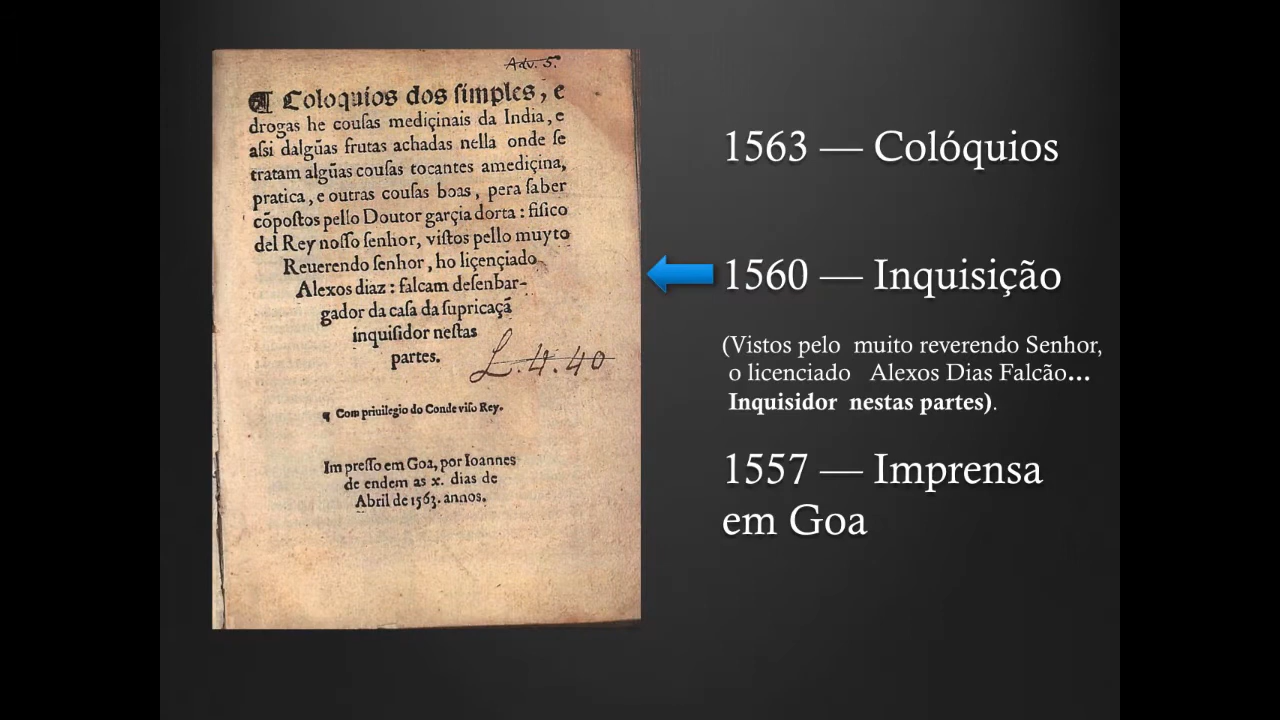 Adv. 5.
¶ Coloquios dos ſimples, e
drogas he couſas mediçinais da India, e
aſsi dalgũas frutas achadas nella onde ſe
tratam algũas couſas tocantes amediçina,
pratica, e outras couſas boas, pera ſaber
cõpoſtos pello Doutor garçia dorta : fiſico
del Rey noſſo ſenhor, viſtos pello muyto
Reuerendo ſenhor, ho liçençiado
Alexos diaz : falcam deſenbar-
gador da caſa da ſupricaçã
inquiſidor neſtas
partes.
L.4.40
¶ Com priuilegio do Conde viſo Rey.
Im preſſo em Goa, por Ioannes
de endem as x. dias de
Abril de 1563. annos.
1563 — Colóquios
1560 — Inquisição
(Vistos pelo muito reverendo Senhor,
o licenciado Alexos Dias Falcão...
Inquisidor nestas partes).
1557 — Imprensa
em Goa